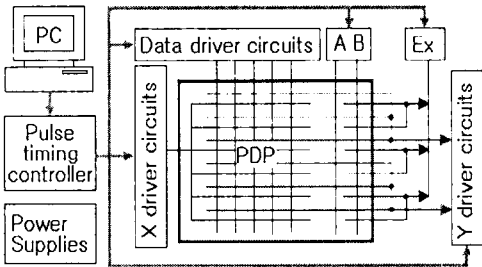 PC
Data driver circuits
A B
Ex
Pulse
timing
controller
X driver circuits
PDP
Y driver circuits
Power
Supplies